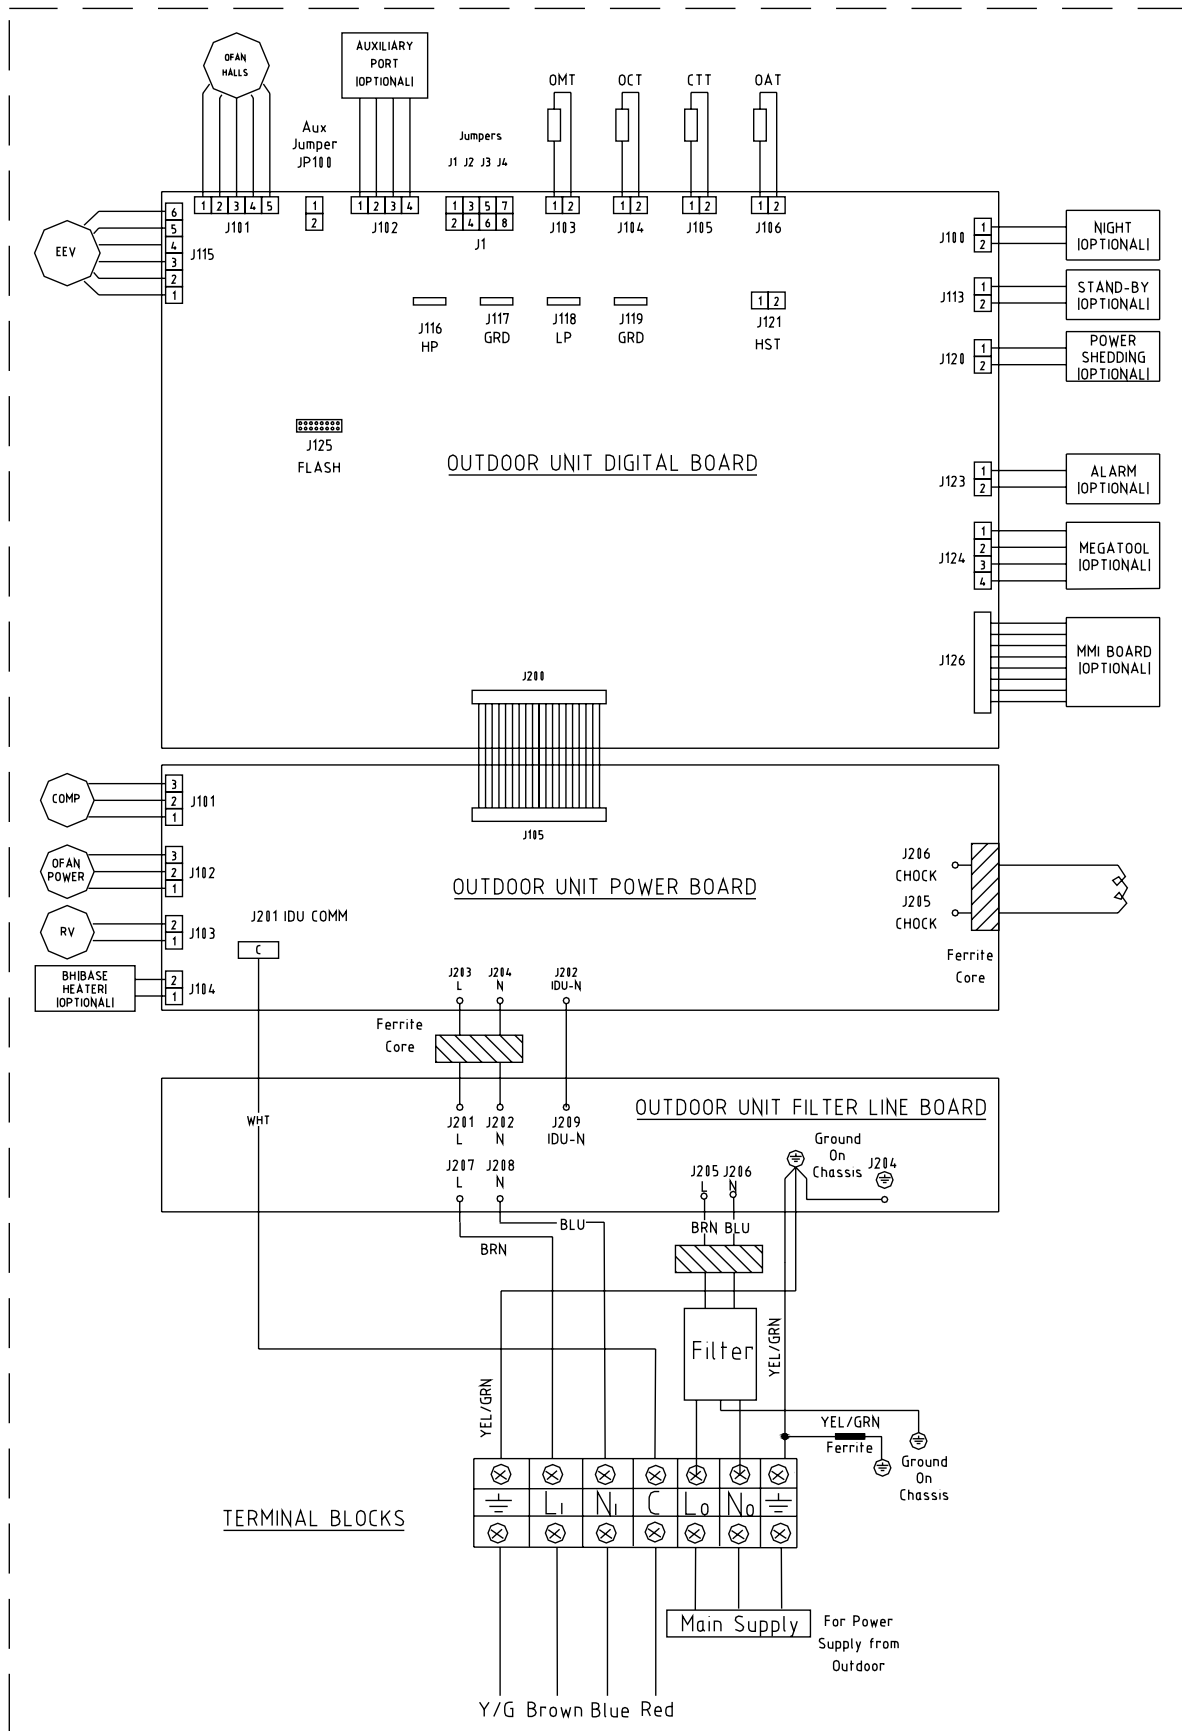 OFAN
HALLS
AUXILIARY
PORT
|OPTIONAL|
Aux
Jumper
JP100
Jumpers
J1 J2 J3 J4
OMT
OCT
CTT
OAT
1 2 3 4 5
J101
1
2
1 2 3 4
J102
1 3 5 7
2 4 6 8
J1
1 2
J103
1 2
J104
1 2
J105
1 2
J106
EEV
6
5
4
3
2
1
J115
J100
1
2
NIGHT
|OPTIONAL|
J113
1
2
STAND-BY
|OPTIONAL|
J116
HP
J117
GRD
J118
LP
J119
GRD
1 2
J121
HST
J120
1
2
POWER
SHEDDING
|OPTIONAL|
J125
FLASH
OUTDOOR UNIT DIGITAL BOARD
J123
1
2
ALARM
|OPTIONAL|
J124
1
2
3
4
MEGATOOL
|OPTIONAL|
J126
MMI BOARD
|OPTIONAL|
J200
COMP
3
2
1
J101
J105
OFAN
POWER
3
2
1
J102
OUTDOOR UNIT POWER BOARD
J206
CHOCK
J205
CHOCK
Ferrite
Core
RV
2
1
J103
J201 IDU COMM
C
BHIBASE
HEATER|
|OPTIONAL|
2
1
J104
J203
L
J204
N
J202
IDU-N
Ferrite
Core
WHT
J201
L
J202
N
J209
IDU-N
OUTDOOR UNIT FILTER LINE BOARD
J207
L
J208
N
J205
L
J206
N
Ground
On
Chassis
J204
BLU
BRN
BRN BLU
Filter
YEL/GRN
YEL/GRN
YEL/GRN
Ferrite
Ground
On
Chassis
TERMINAL BLOCKS
L1 N1 C L0 N0
Main Supply
For Power
Supply from
Outdoor
Y/G Brown Blue Red